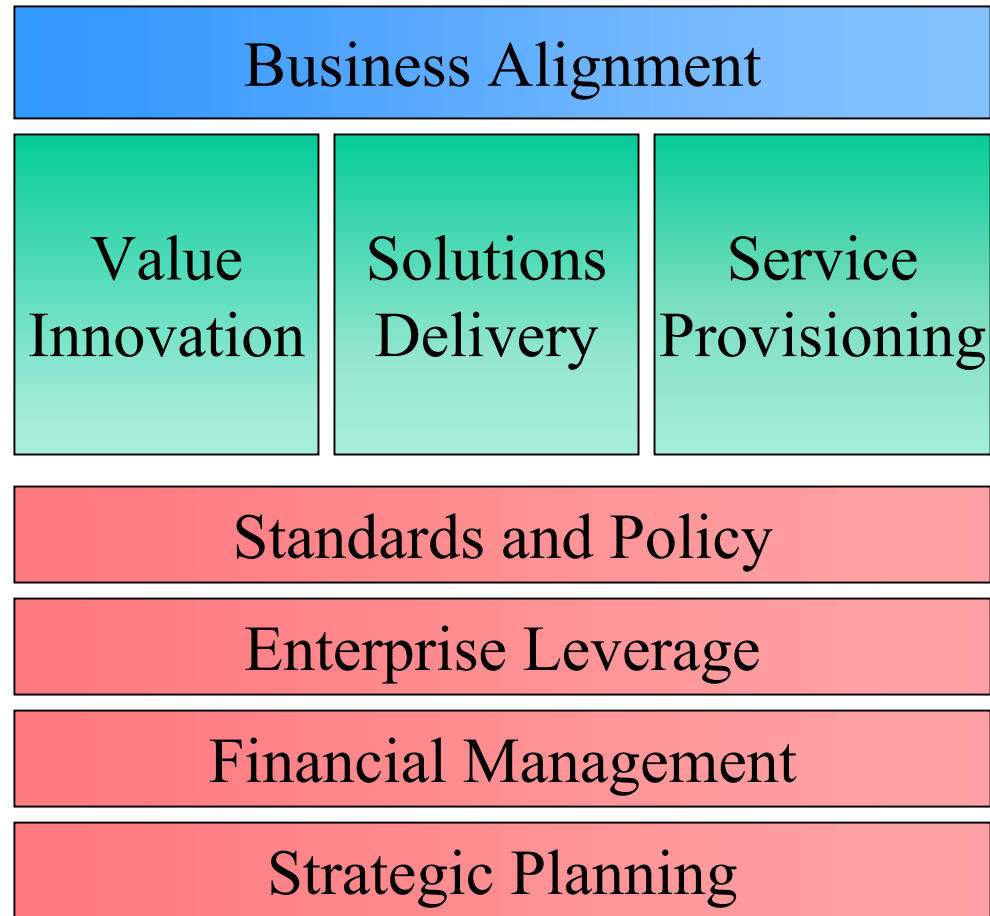 Business Alignment
Value
Innovation
Solutions
Delivery
Service
Provisioning
Standards and Policy
Enterprise Leverage
Financial Management
Strategic Planning